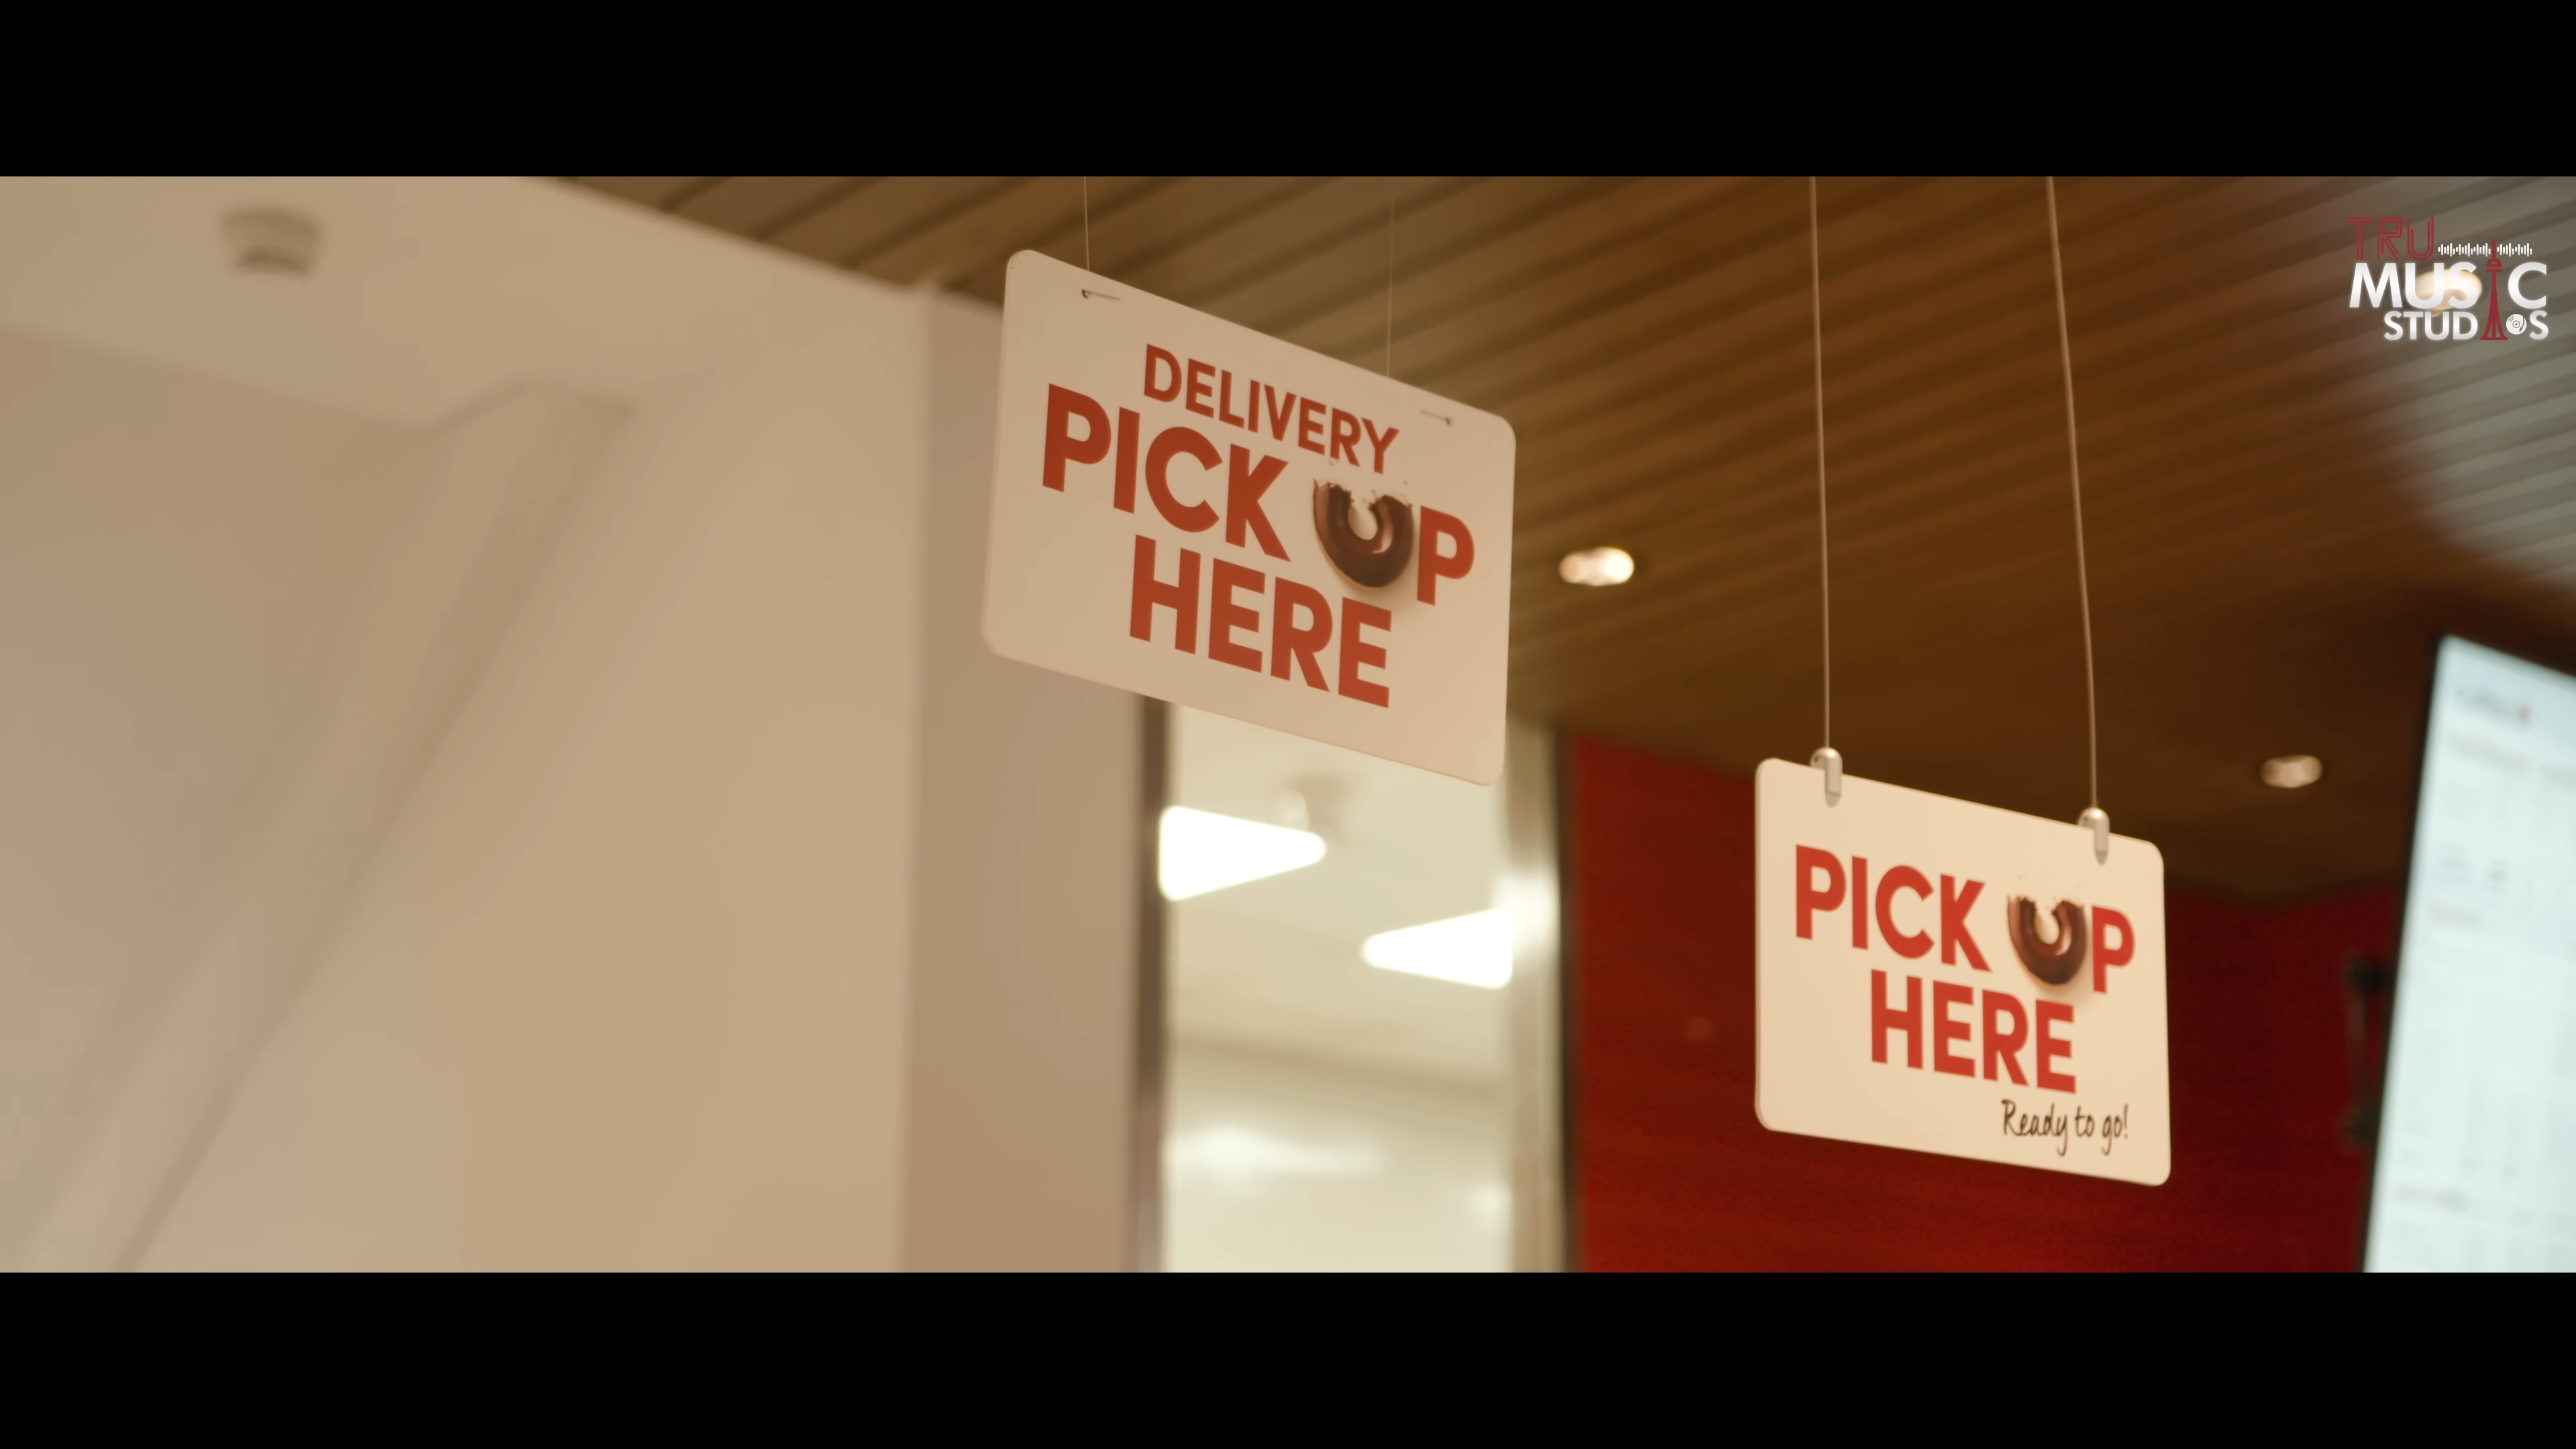 TRU
MUSIC
STUDIOS
DELIVERY
PICK UP
HERE
PICK UP
HERE
Ready to go!